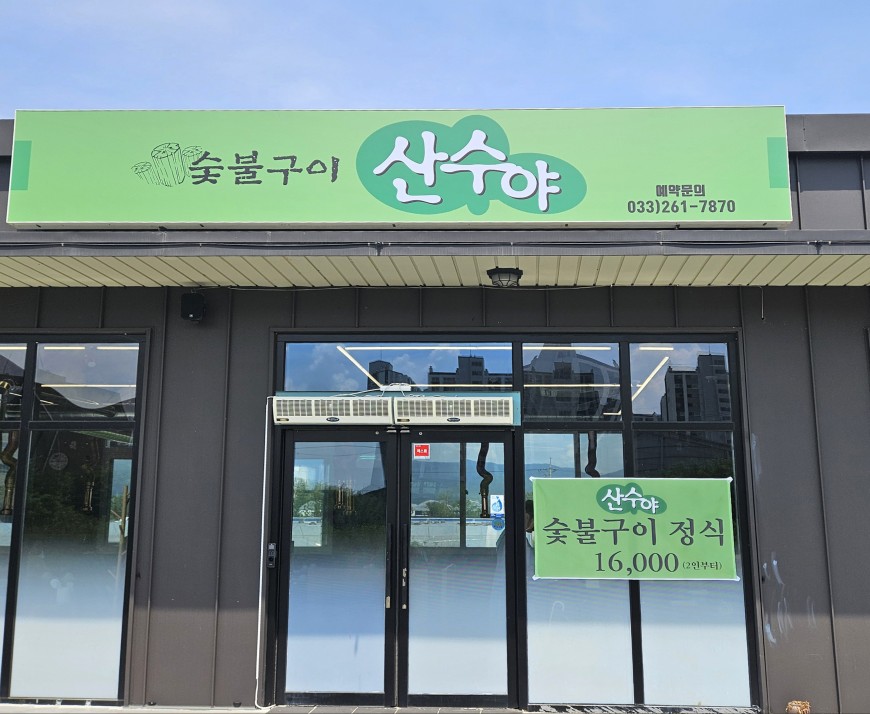 숯불구이 산수야
예약문의
033)261-7870
산수야
숯불구이 정식
16,000 (2인부터)